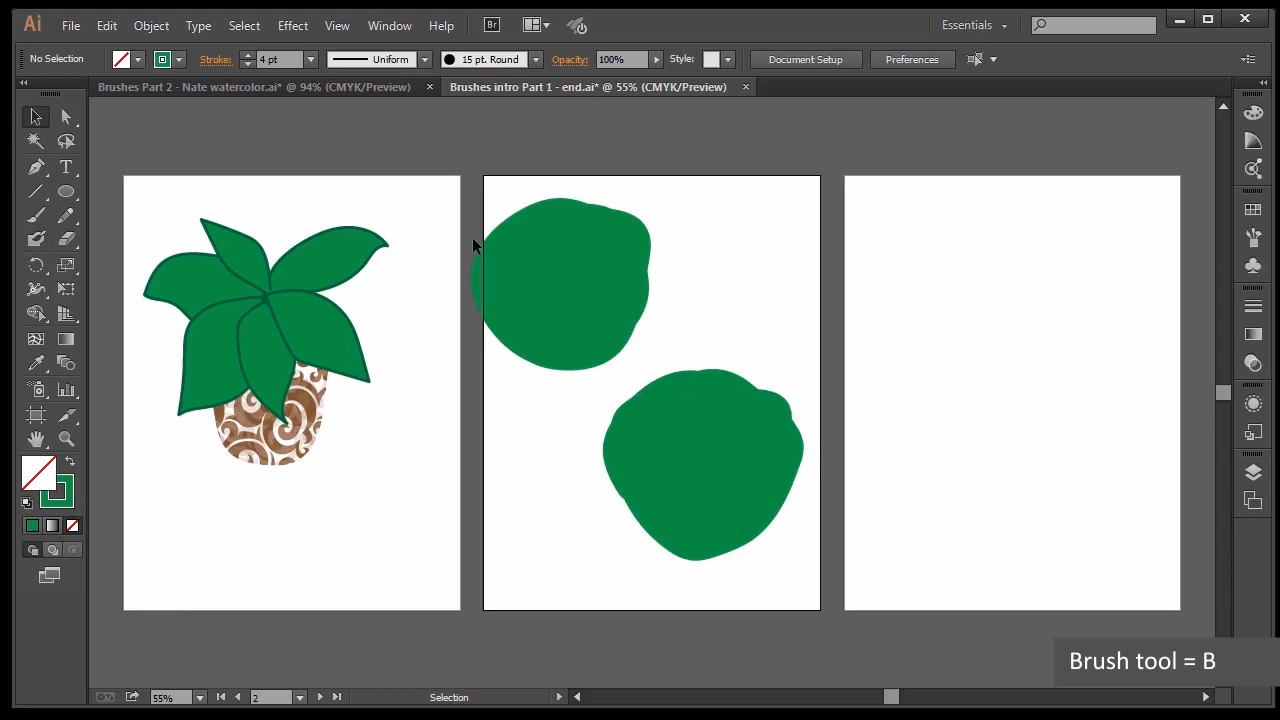 Ai File Edit Object Type Select Effect View Window Help Br Essentials
No Selection Stroke: 4 pt Uniform 15 pt. Round Opacity: 100% Style: Document Setup Preferences
Brushes Part 2 - Nate watercolor.ai* @ 94% (CMYK/Preview) Brushes intro Part 1 - end.ai* @ 55% (CMYK/Preview)
Brush tool = B
55% 2 Selection